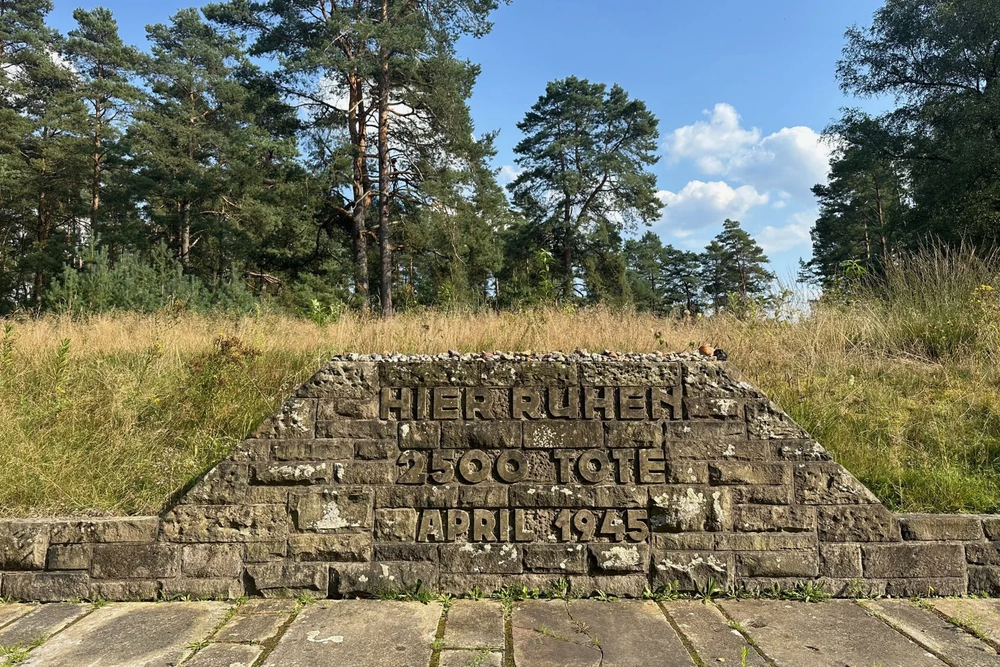 HIER RUHEN
2500 TOTE
APRIL 1945